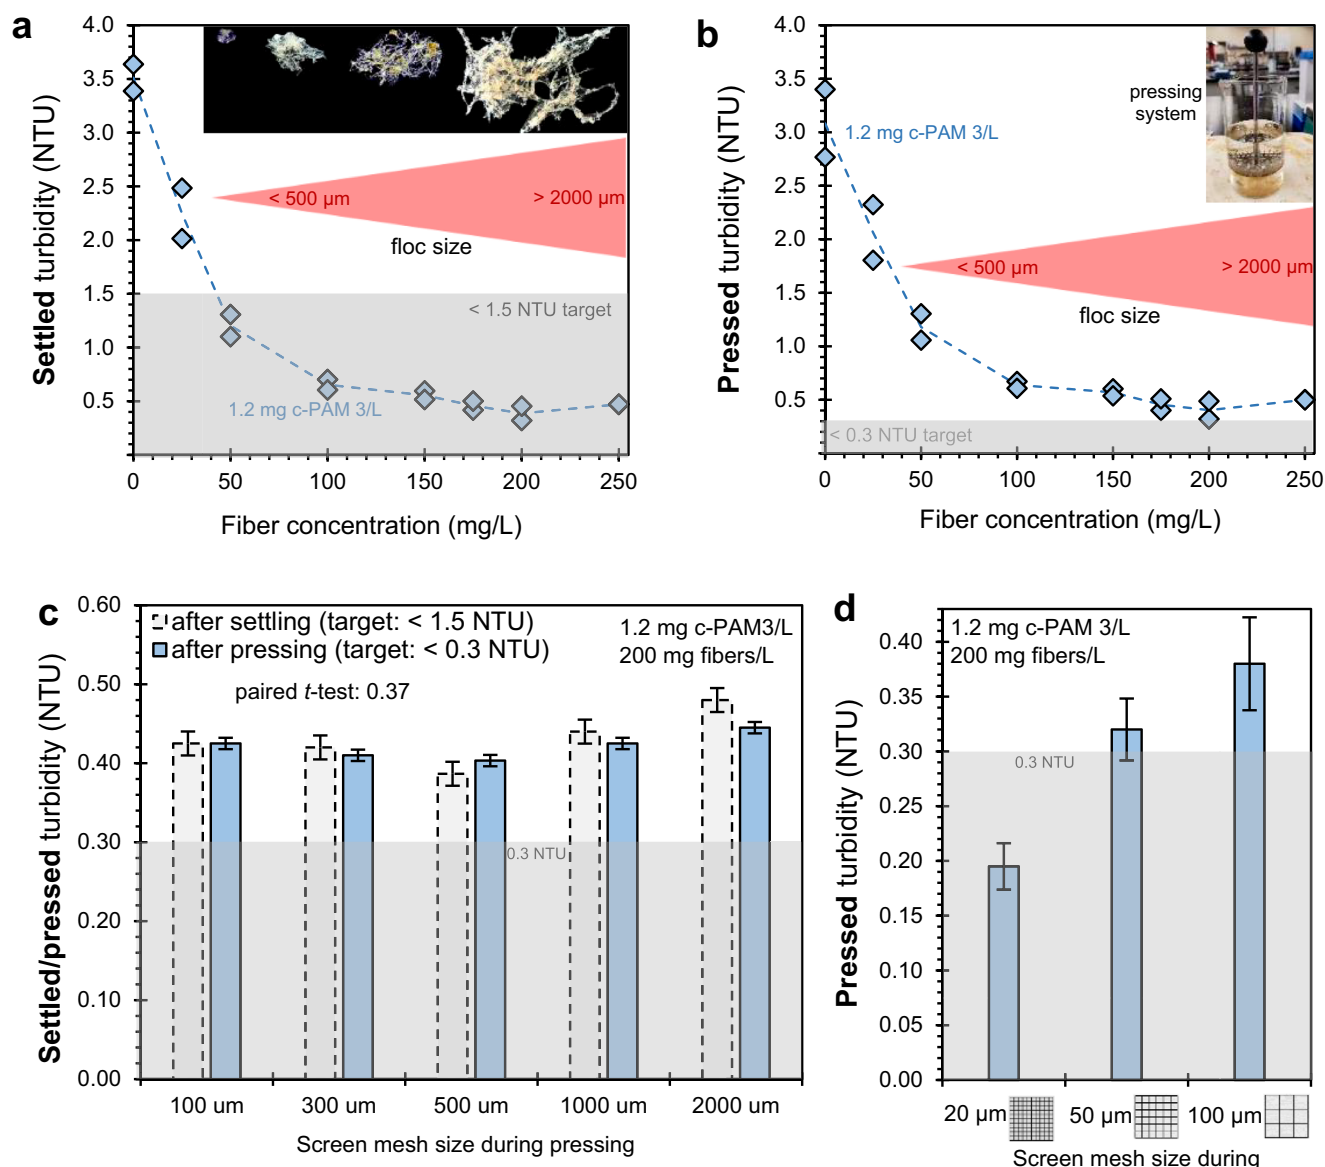 a
4.0
3.5
3.0
2.5
2.0
1.5
1.0
0.5
Settled turbidity (NTU)
< 500 µm
> 2000 µm
floc size
< 1.5 NTU target
1.2 mg c-PAM 3/L
0
50
100
150
200
250
Fiber concentration (mg/L)
b
4.0
3.5
3.0
2.5
2.0
1.5
1.0
0.5
Pressed turbidity (NTU)
pressing
system
1.2 mg c-PAM 3/L
< 500 µm
> 2000 µm
floc size
< 0.3 NTU target
0
50
100
150
200
250
Fiber concentration (mg/L)
c
0.60
0.50
0.40
0.30
0.20
0.10
0.00
Settled/pressed turbidity (NTU)
after settling (target: < 1.5 NTU)
after pressing (target: < 0.3 NTU)
1.2 mg c-PAM3/L
200 mg fibers/L
paired t-test: 0.37
0.3 NTU
100 um
300 um
500 um
1000 um
2000 um
Screen mesh size during pressing
d
0.40
0.35
0.30
0.25
0.20
0.15
0.10
0.05
0.00
Pressed turbidity (NTU)
1.2 mg c-PAM 3/L
200 mg fibers/L
0.3 NTU
20 µm
50 µm
100 µm
Screen mesh size during